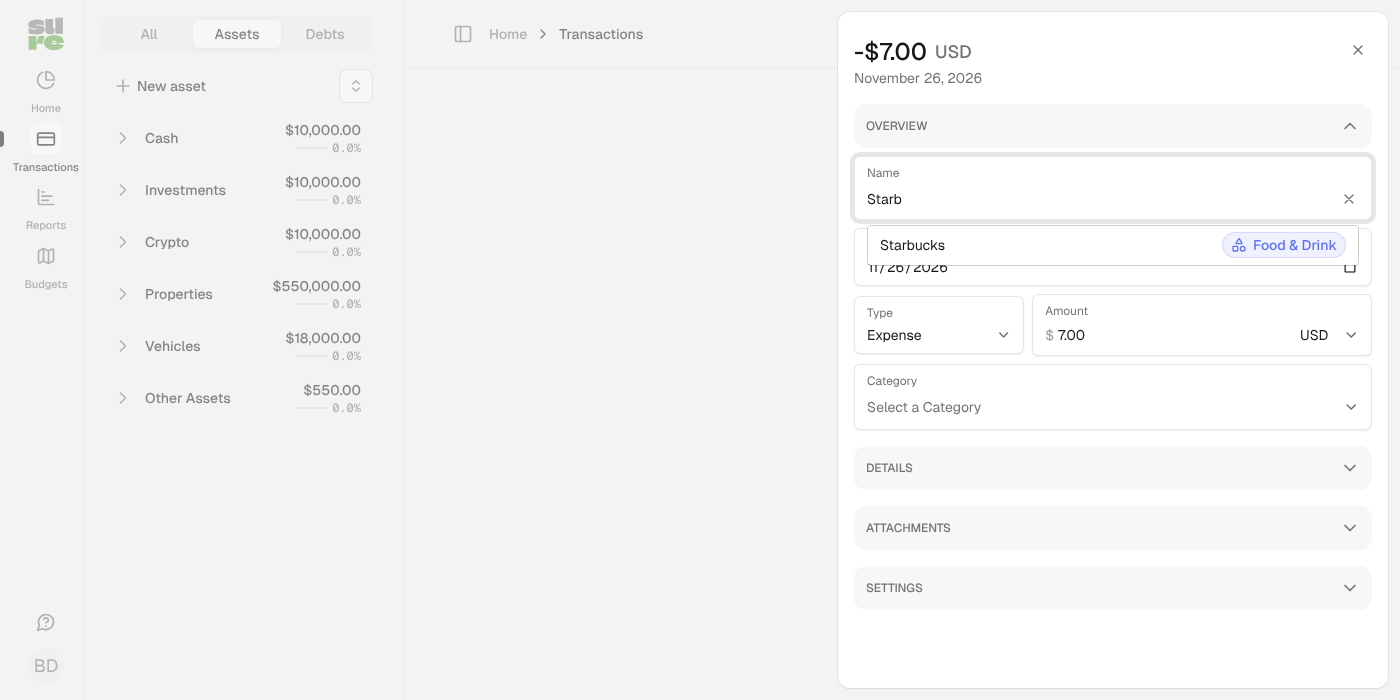 sure
Home
Transactions
Reports
Budgets
BD
All
Assets
Debts
New asset
Cash
$10,000.00
0.0%
Investments
$10,000.00
0.0%
Crypto
$10,000.00
0.0%
Properties
$550,000.00
0.0%
Vehicles
$18,000.00
0.0%
Other Assets
$550.00
0.0%
Home > Transactions
-$7.00 USD
November 26, 2026
OVERVIEW
Name
Starb
Starbucks
Food & Drink
11/26/2026
Type
Expense
Amount
$ 7.00
USD
Category
Select a Category
DETAILS
ATTACHMENTS
SETTINGS